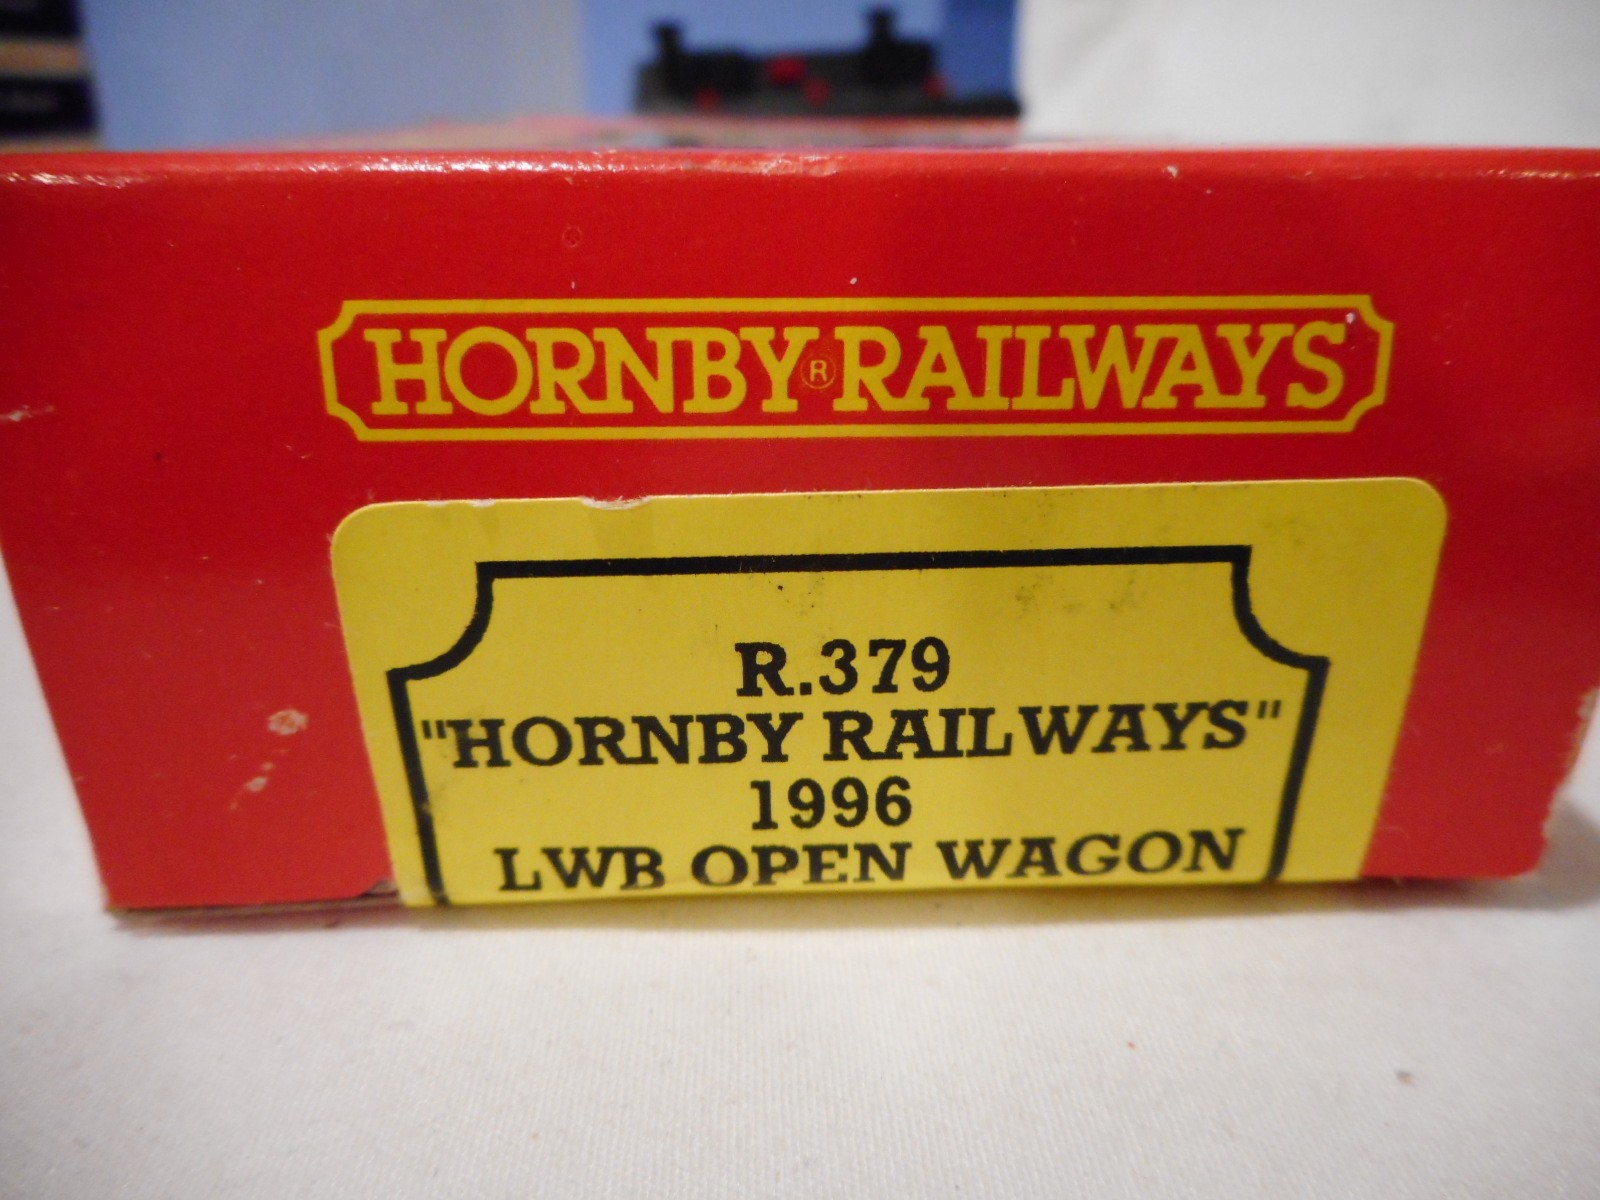 HORNBY® RAILWAYS
R.379
"HORNBY RAILWAYS"
1996
LWB OPEN WAGON